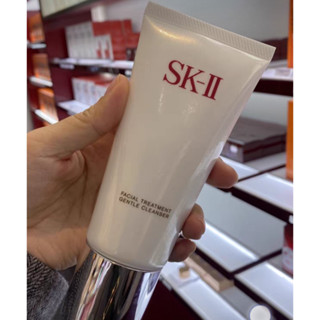 SK-II
FACIAL TREATMENT
GENTLE CLEANSER